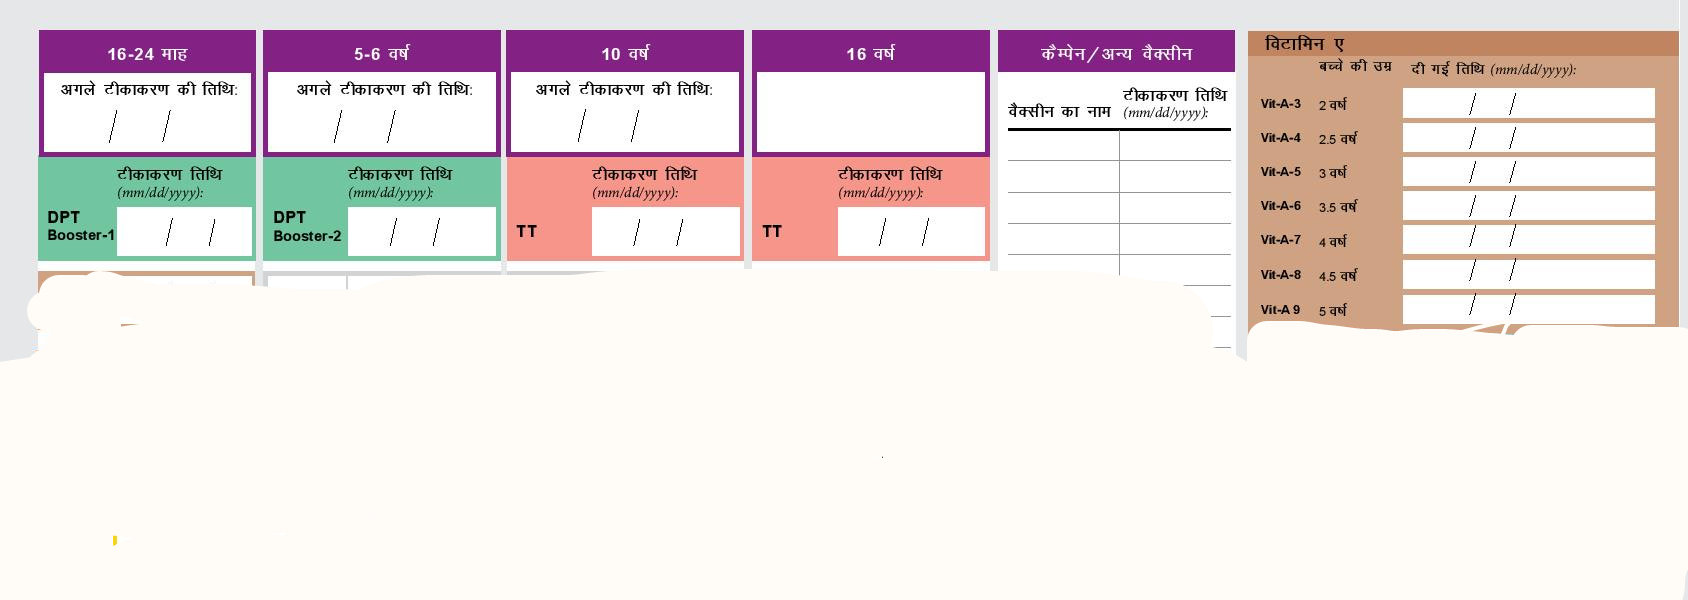 16-24 माह
अगले टीकाकरण की तिथि:
/ /
टीकाकरण तिथि
(mm/dd/yyyy):
DPT
Booster-1 / /
5-6 वर्ष
अगले टीकाकरण की तिथि:
/ /
टीकाकरण तिथि
(mm/dd/yyyy):
DPT
Booster-2 / /
10 वर्ष
अगले टीकाकरण की तिथि:
/ /
टीकाकरण तिथि
(mm/dd/yyyy):
TT / /
16 वर्ष
टीकाकरण तिथि
(mm/dd/yyyy):
TT / /
कैम्पेन/अन्य वैक्सीन
वैक्सीन का नाम
टीकाकरण तिथि
(mm/dd/yyyy):
विटामिन ए
बच्चे की उम्र दी गई तिथि (mm/dd/yyyy):
Vit-A-3 2 वर्ष / /
Vit-A-4 2.5 वर्ष / /
Vit-A-5 3 वर्ष / /
Vit-A-6 3.5 वर्ष / /
Vit-A-7 4 वर्ष / /
Vit-A-8 4.5 वर्ष / /
Vit-A 9 5 वर्ष / /